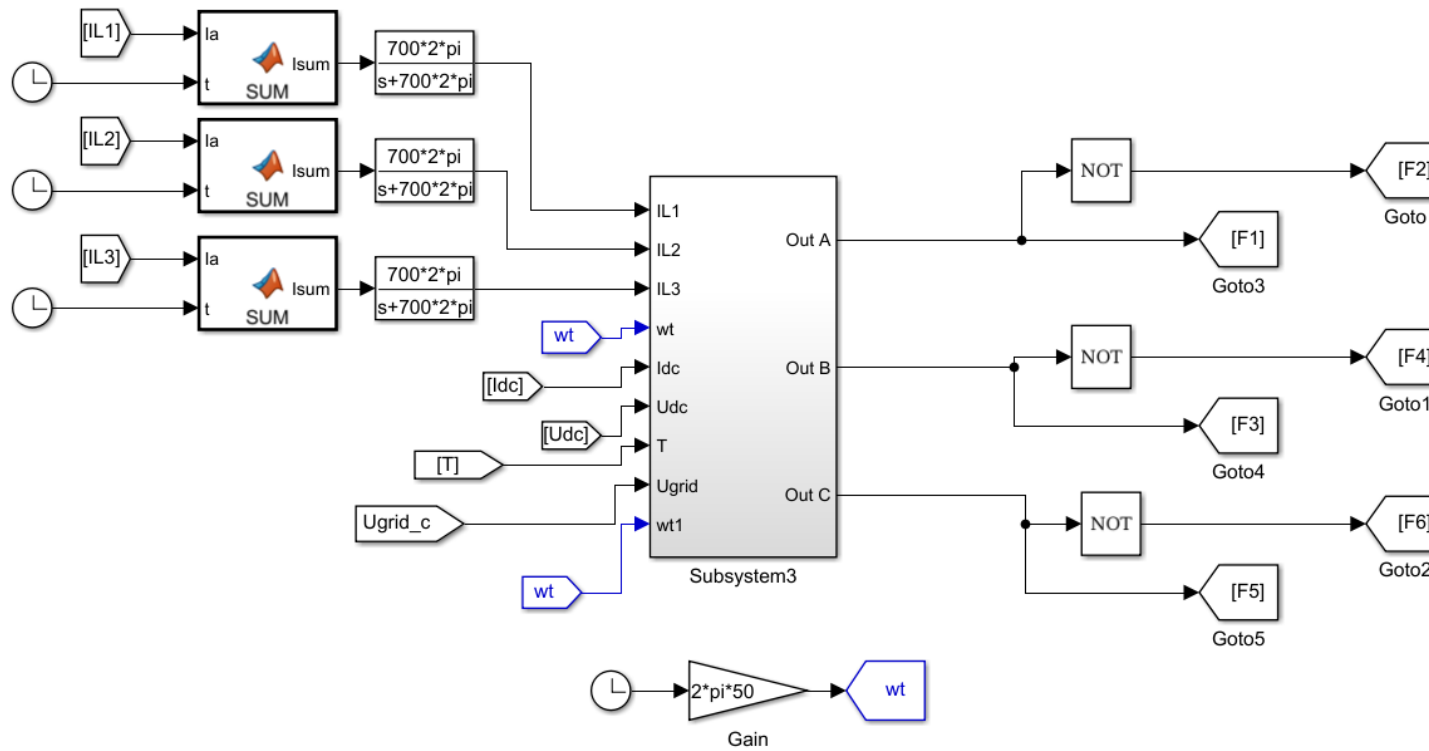 [IL1]
Ia
Isum
t
SUM
700*2*pi
s+700*2*pi
[IL2]
Ia
Isum
t
SUM
700*2*pi
s+700*2*pi
[IL3]
Ia
Isum
t
SUM
700*2*pi
s+700*2*pi
IL1
IL2
IL3
wt
Idc
Udc
T
Ugrid
wt1
Out A
Out B
Out C
Subsystem3
wt
[Idc]
[Udc]
[T]
Ugrid_c
wt
NOT
[F2]
Goto
[F1]
Goto3
NOT
[F4]
Goto1
[F3]
Goto4
NOT
[F6]
Goto2
[F5]
Goto5
2*pi*50
Gain
wt